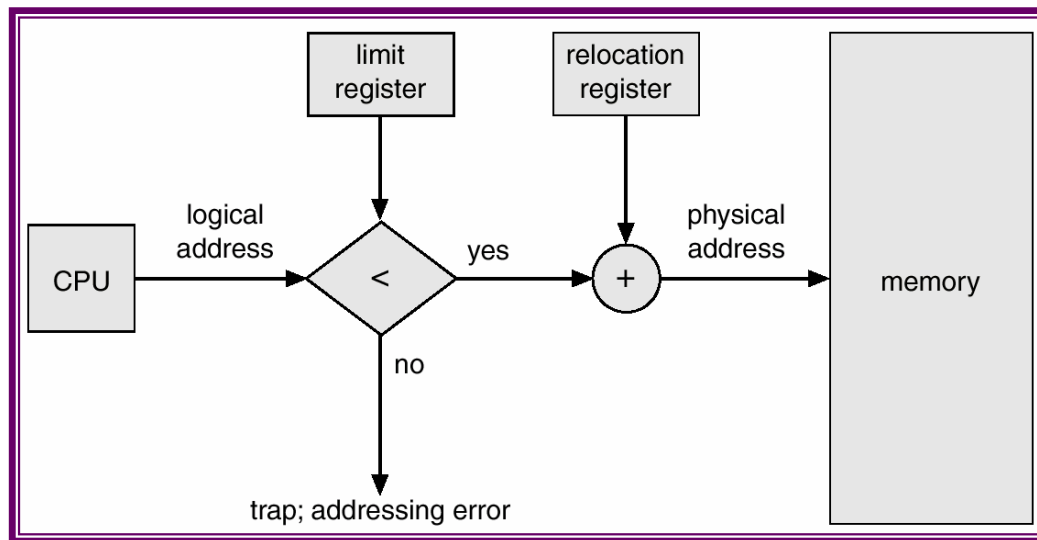 limit
register
relocation
register
logical
address
physical
address
CPU
<
yes
+
memory
no
trap; addressing error